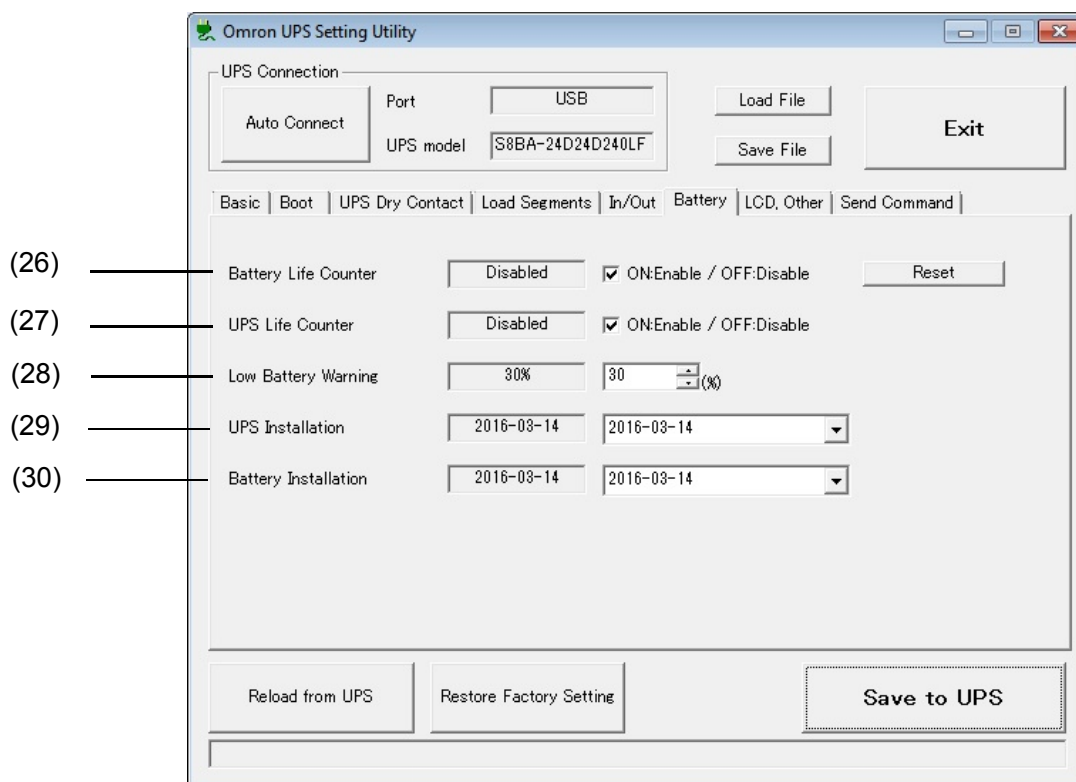 Omron UPS Setting Utility
UPS Connection
Auto Connect
Port
USB
UPS model
S8BA-24D24D240LF
Load File
Save File
Exit
Basic
Boot
UPS Dry Contact
Load Segments
In/Out
Battery
LCD, Other
Send Command
(26)
Battery Life Counter
Disabled
ON:Enable / OFF:Disable
Reset
(27)
UPS Life Counter
Disabled
ON:Enable / OFF:Disable
(28)
Low Battery Warning
30%
30
(%)
(29)
UPS Installation
2016-03-14
2016-03-14
(30)
Battery Installation
2016-03-14
2016-03-14
Reload from UPS
Restore Factory Setting
Save to UPS